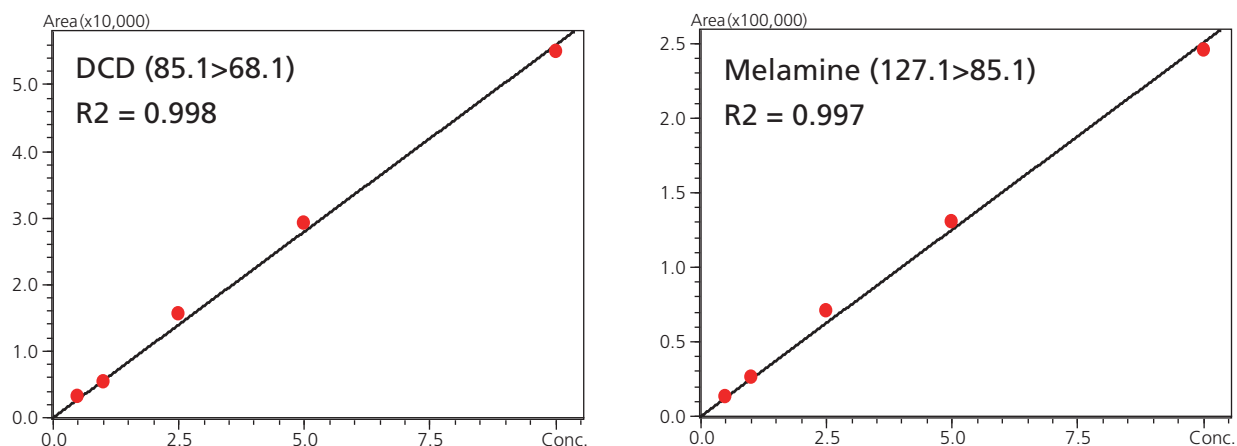 Area(x10,000)
DCD (85.1>68.1)
R2 = 0.998
5.0
4.0
3.0
2.0
1.0
0.0
0.0 2.5 5.0 7.5 Conc.
Area(x100,000)
Melamine (127.1>85.1)
R2 = 0.997
2.5
2.0
1.5
1.0
0.5
0.0
0.0 2.5 5.0 7.5 Conc.